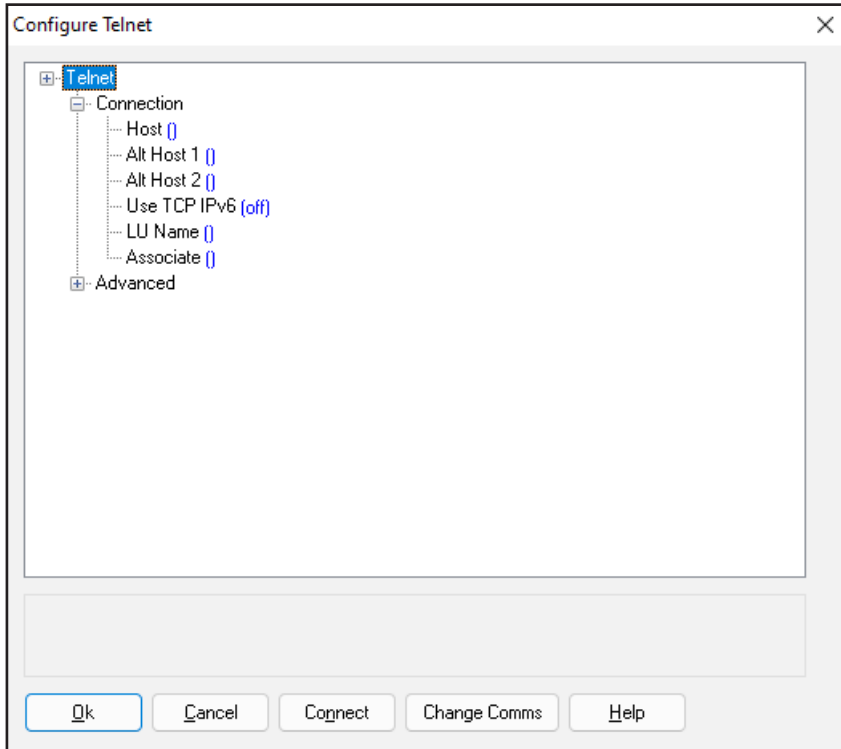 Configure Telnet
Telnet
Connection
Host ()
Alt Host 1 ()
Alt Host 2 ()
Use TCP IPv6 (off)
LU Name ()
Associate ()
Advanced
Ok Cancel Connect Change Comms Help